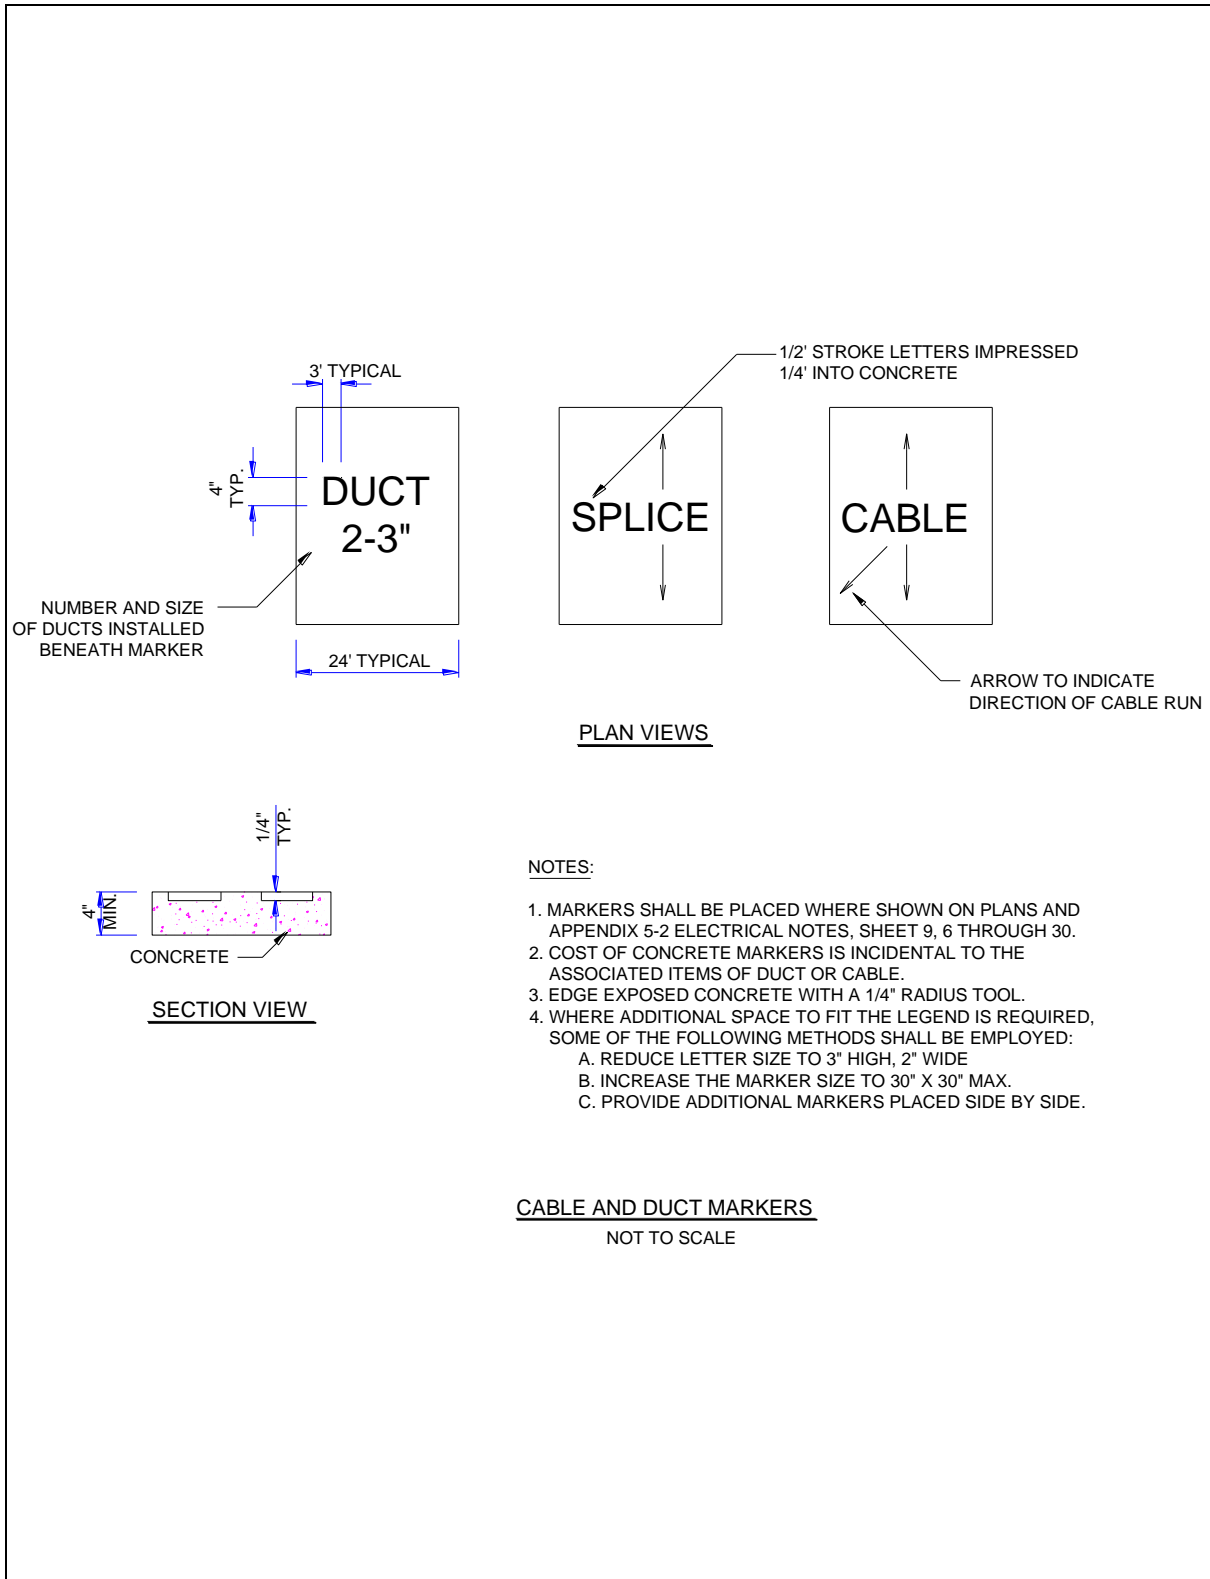 3' TYPICAL
1/2' STROKE LETTERS IMPRESSED
1/4' INTO CONCRETE
4"
TYP.
DUCT
2-3"
SPLICE
CABLE
NUMBER AND SIZE
OF DUCTS INSTALLED
BENEATH MARKER
24' TYPICAL
ARROW TO INDICATE
DIRECTION OF CABLE RUN
PLAN VIEWS
1/4"
TYP.
4"
MIN.
CONCRETE
SECTION VIEW
NOTES:
1. MARKERS SHALL BE PLACED WHERE SHOWN ON PLANS AND
APPENDIX 5-2 ELECTRICAL NOTES, SHEET 9, 6 THROUGH 30.
2. COST OF CONCRETE MARKERS IS INCIDENTAL TO THE
ASSOCIATED ITEMS OF DUCT OR CABLE.
3. EDGE EXPOSED CONCRETE WITH A 1/4" RADIUS TOOL.
4. WHERE ADDITIONAL SPACE TO FIT THE LEGEND IS REQUIRED,
SOME OF THE FOLLOWING METHODS SHALL BE EMPLOYED:
A. REDUCE LETTER SIZE TO 3" HIGH, 2" WIDE
B. INCREASE THE MARKER SIZE TO 30" X 30" MAX.
C. PROVIDE ADDITIONAL MARKERS PLACED SIDE BY SIDE.
CABLE AND DUCT MARKERS
NOT TO SCALE